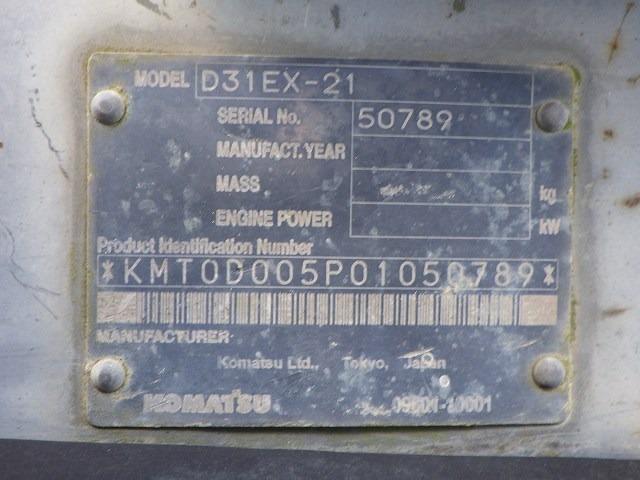 MODEL D31EX-21
SERIAL No. 50789
MANUFACT. YEAR
MASS kg
ENGINE POWER kW
Product Identification Number
*KMT0D005P01050789*
MANUFACTURER
Komatsu Ltd., Tokyo, Japan
KOMATSU